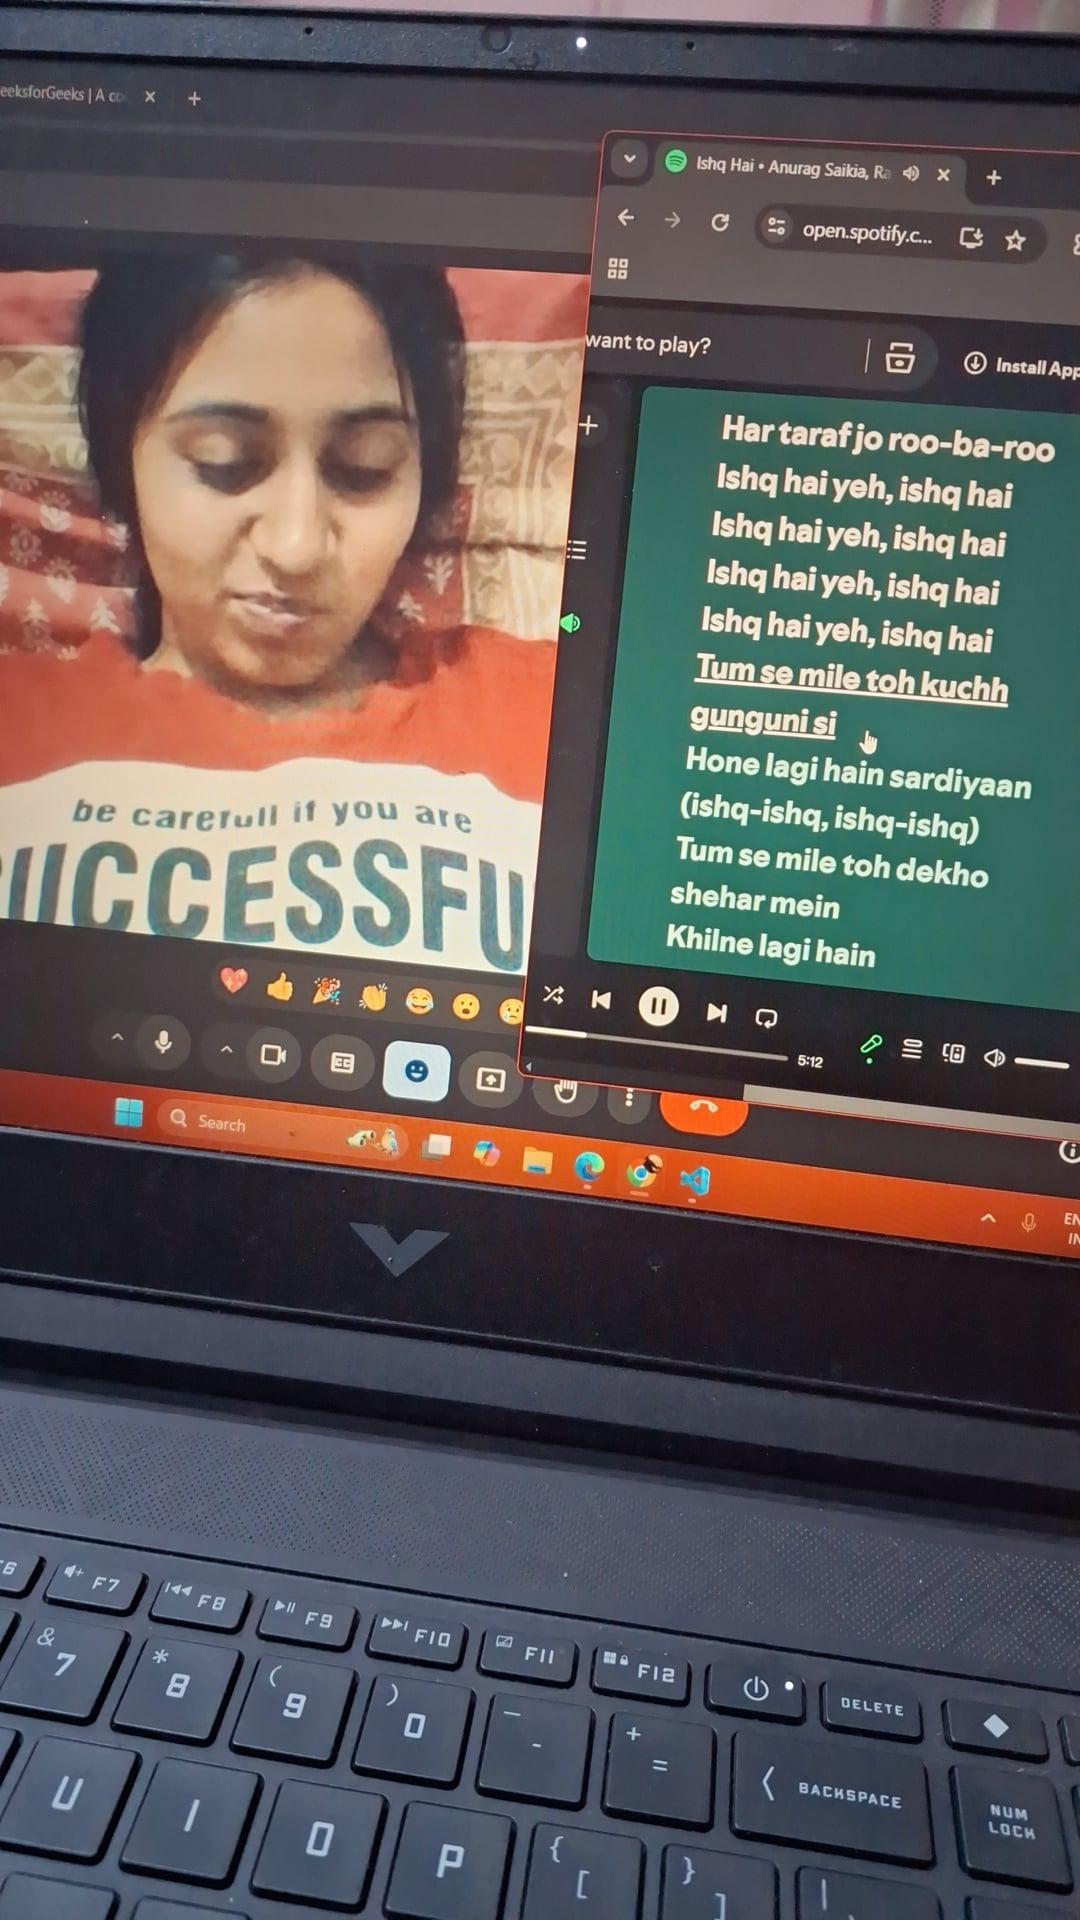 eeksforGeeks | A co
Ishq Hai • Anurag Saikia, Ra
open.spotify.c...
want to play?
Install App
Har taraf jo roo-ba-roo
Ishq hai yeh, ishq hai
Ishq hai yeh, ishq hai
Ishq hai yeh, ishq hai
Ishq hai yeh, ishq hai
Tum se mile toh kuchh
gunguni si
Hone lagi hain sardiyaan
(ishq-ishq, ishq-ishq)
Tum se mile toh dekho
shehar mein
Khilne lagi hain
be carefull if you are
UCCESSFU
5:12
CC
Search
EN
IN
F6
F7
F8
F9
F10
F11
F12
DELETE
&
7
*
8
(
9
)
0
_
-
+
=
BACKSPACE
NUM
LOCK
U
I
O
P
{
[
}
]
|